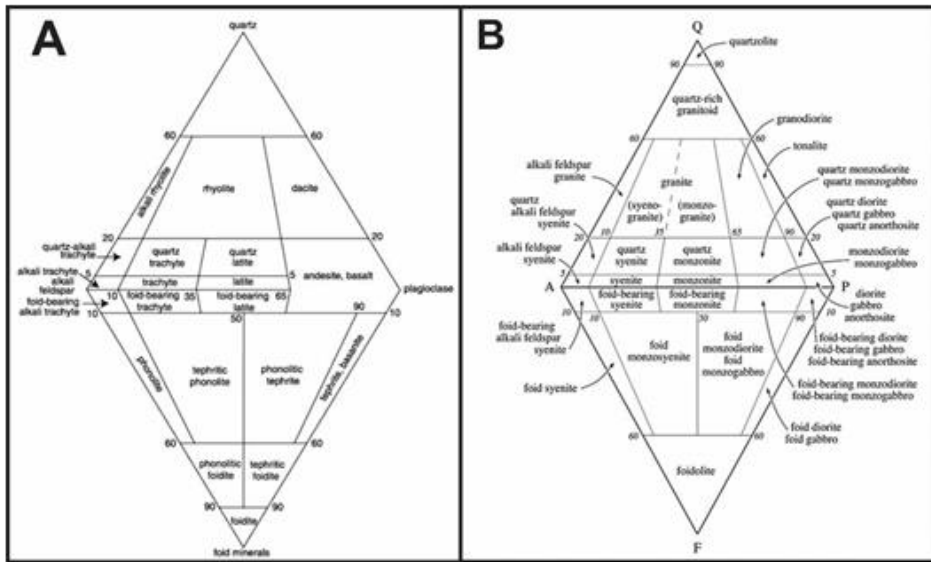 A
quartz
60
60
alkali rhyolite
rhyolite
dacite
20
20
quartz-alkali
trachyte
quartz
trachyte
quartz
latite
5
alkali trachyte
alkali
feldspar
trachyte
latite
5
andesite, basalt
plagioclase
foid-bearing
alkali trachyte
10
foid-bearing
trachyte
35
foid-bearing
latite
65
90
10
10
50
phonolite
tephritic
phonolite
phonolitic
tephrite
tephrite, basanite
60
60
phonolitic
foidite
tephritic
foidite
90
90
foidite
foid minerals
B
Q
quartzolite
90
90
quartz-rich
granitoid
60
60
granodiorite
tonalite
alkali feldspar
granite
granite
(syeno-
granite)
(monzo-
granite)
quartz monzodiorite
quartz monzogabbro
quartz
alkali feldspar
syenite
20
10
35
65
90
20
quartz diorite
quartz gabbro
quartz anorthosite
quartz
syenite
quartz
monzonite
alkali feldspar
syenite
5
syenite
monzonite
5
monzodiorite
monzogabbro
A
P
foid-bearing
syenite
foid-bearing
monzonite
diorite
gabbro
anorthosite
10
10
50
90
10
foid-bearing
alkali feldspar
syenite
foid
monzosyenite
foid
monzodiorite
foid
monzogabbro
foid-bearing diorite
foid-bearing gabbro
foid-bearing anorthosite
foid syenite
foid-bearing monzodiorite
foid-bearing monzogabbro
60
60
foid diorite
foid gabbro
foidolite
F